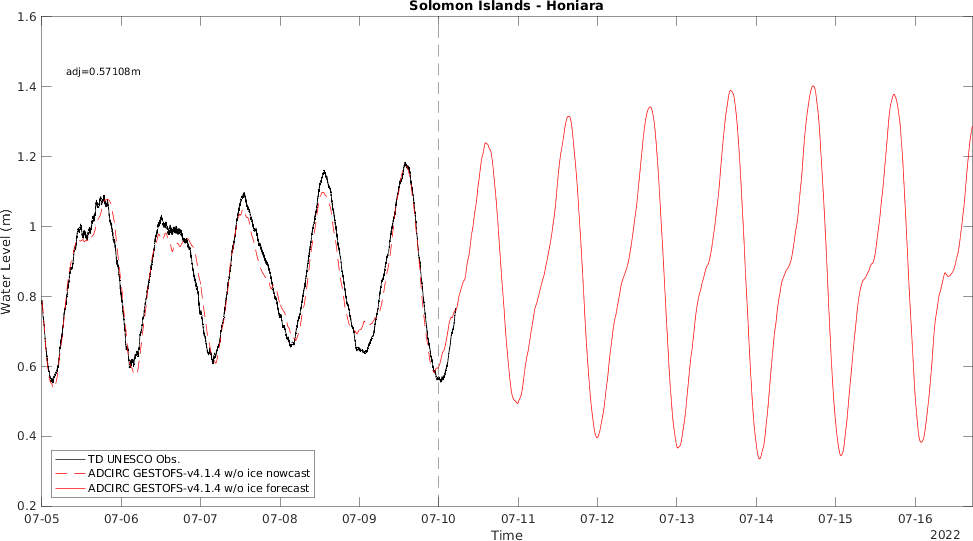 Solomon Islands - Honiara
1.6
1.4
1.2
1
0.8
0.6
0.4
0.2
Water Level (m)
adj=0.57108m
TD UNESCO Obs.
ADCIRC GESTOFS-v4.1.4 w/o ice nowcast
ADCIRC GESTOFS-v4.1.4 w/o ice forecast
07-05 07-06 07-07 07-08 07-09 07-10 07-11 07-12 07-13 07-14 07-15 07-16
Time
2022